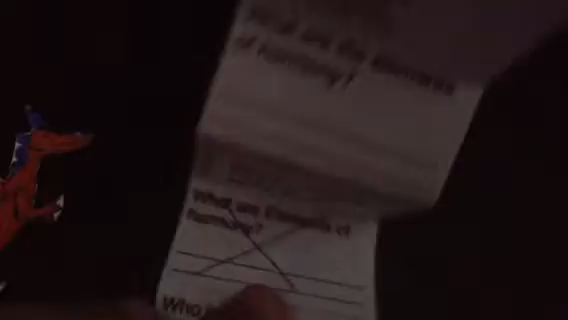 What are the Elements
of Harmony?
What are Elements of
Harmony?
Who